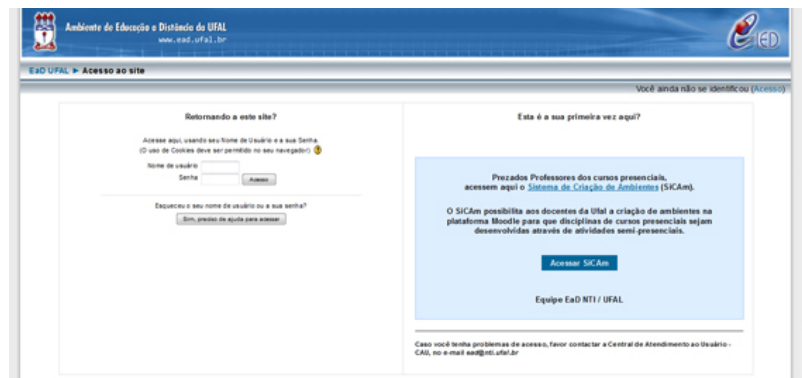 Ambiente de Educação a Distância da UFAL
www.ead.ufal.br
EAD
EaD UFAL ► Acesso ao site
Você ainda não se identificou (Acesso)
Retornando a este site?
Acesse aqui, usando seu Nome de Usuário e a sua Senha.
(O uso de Cookies deve ser permitido no seu navegador)
Nome de usuário
Senha
Acesso
Esqueceu o seu nome de usuário ou a sua senha?
Sim, preciso de ajuda para acessar
Esta é a sua primeira vez aqui?
Prezados Professores dos cursos presenciais,
acessem aqui o Sistema de Criação de Ambientes (SiCAm).
O SiCAm possibilita aos docentes da Ufal a criação de ambientes na
plataforma Moodle para que disciplinas de cursos presenciais sejam
desenvolvidas através de atividades semi-presenciais.
Acessar SiCAm
Equipe EaD NTI / UFAL
Caso você tenha problemas de acesso, favor contactar a Central de Atendimento ao Usuário -
CAU, no e-mail ead@nti.ufal.br